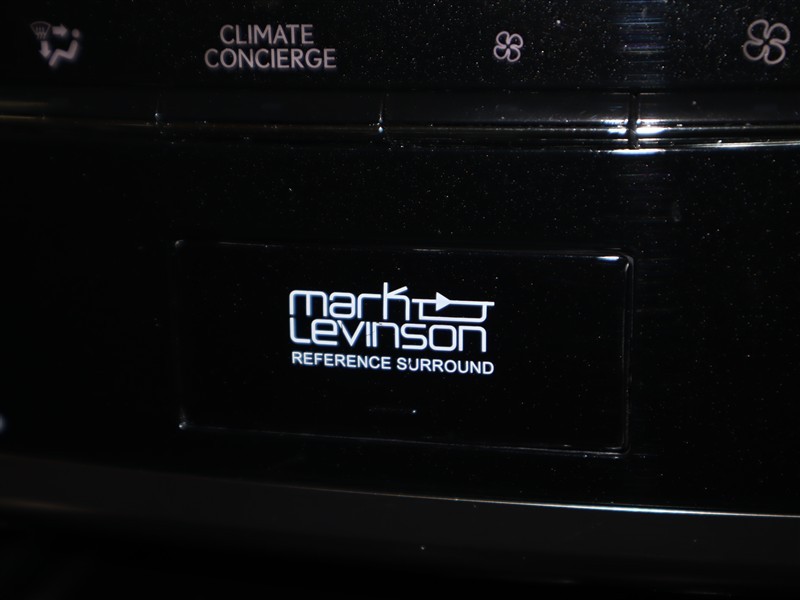 CLIMATE
CONCIERGE
mark
Levinson
REFERENCE SURROUND